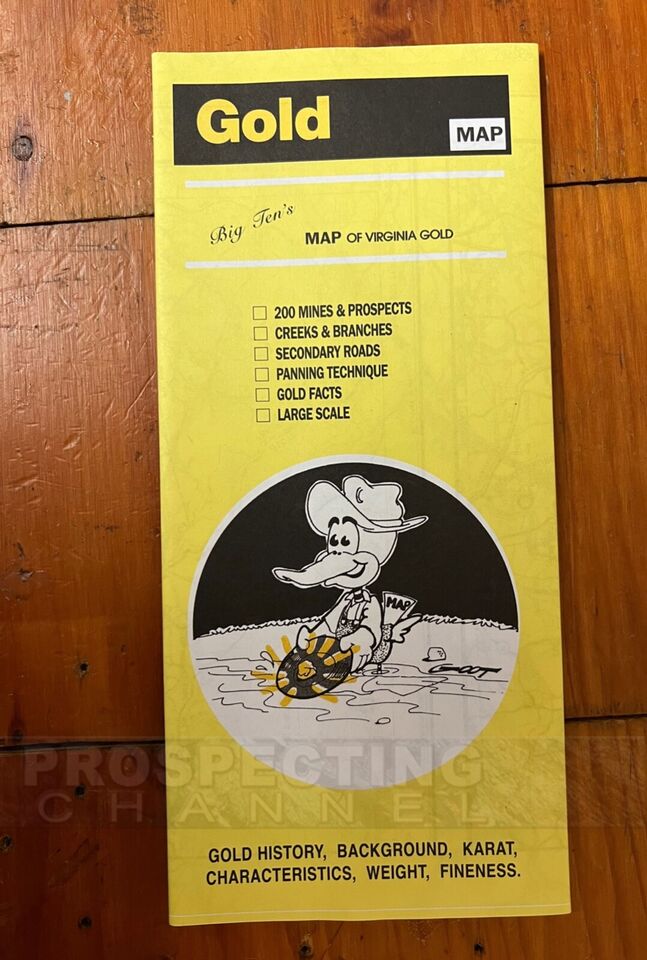 Gold
MAP
Big Ten's
MAP OF VIRGINIA GOLD
200 MINES & PROSPECTS
CREEKS & BRANCHES
SECONDARY ROADS
PANNING TECHNIQUE
GOLD FACTS
LARGE SCALE
MAP
GOOT
PROSPECTING
CHANNEL
GOLD HISTORY, BACKGROUND, KARAT,
CHARACTERISTICS, WEIGHT, FINENESS.